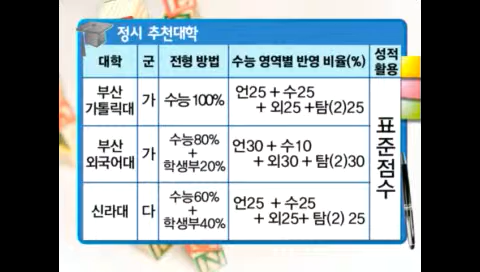 정시 추천대학
대학 군 전형 방법 수능 영역별 반영 비율(%) 성적
활용
부산
가톨릭대 가 수능 100% 언25 + 수25
+ 외25 +탐(2)25
부산
외국어대 가 수능80%
+
학생부20% 언30 + 수10
+ 외30 + 탐(2)30
신라대 다 수능60%
+
학생부40% 언25 + 수25
+ 외25+ 탐(2) 25
표준점수